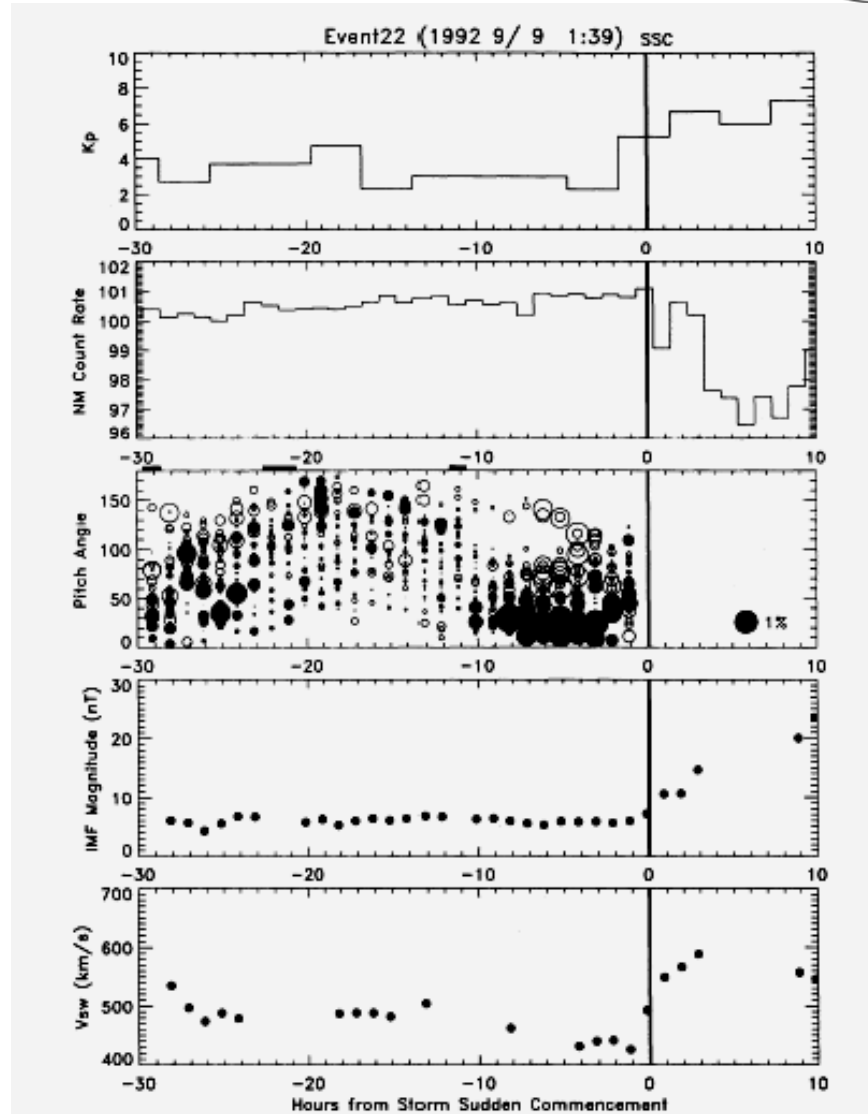 Event22 (1992 9/ 9 1:39) ssc
10
8
6
4
2
0
Kp
-30 -20 -10 0 10
102
101
100
99
98
97
96
NM Count Rate
-30 -20 -10 0 10
150
100
50
0
Pitch Angle
1%
-30 -20 -10 0 10
30
20
10
0
IMF Magnitude (nT)
-30 -20 -10 0 10
700
600
500
400
Vsw (km/s)
-30 -20 -10 0 10
Hours from Storm Sudden Commencement